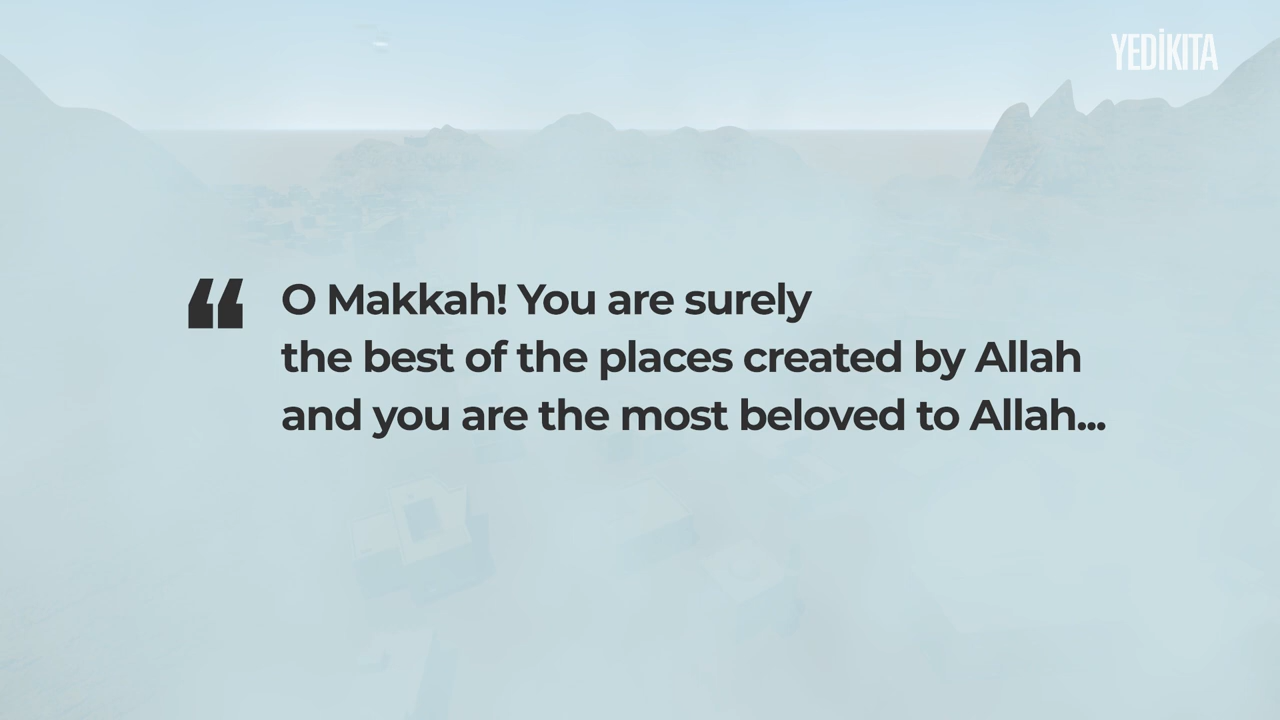 YEDİKITA
“ O Makkah! You are surely
the best of the places created by Allah
and you are the most beloved to Allah...